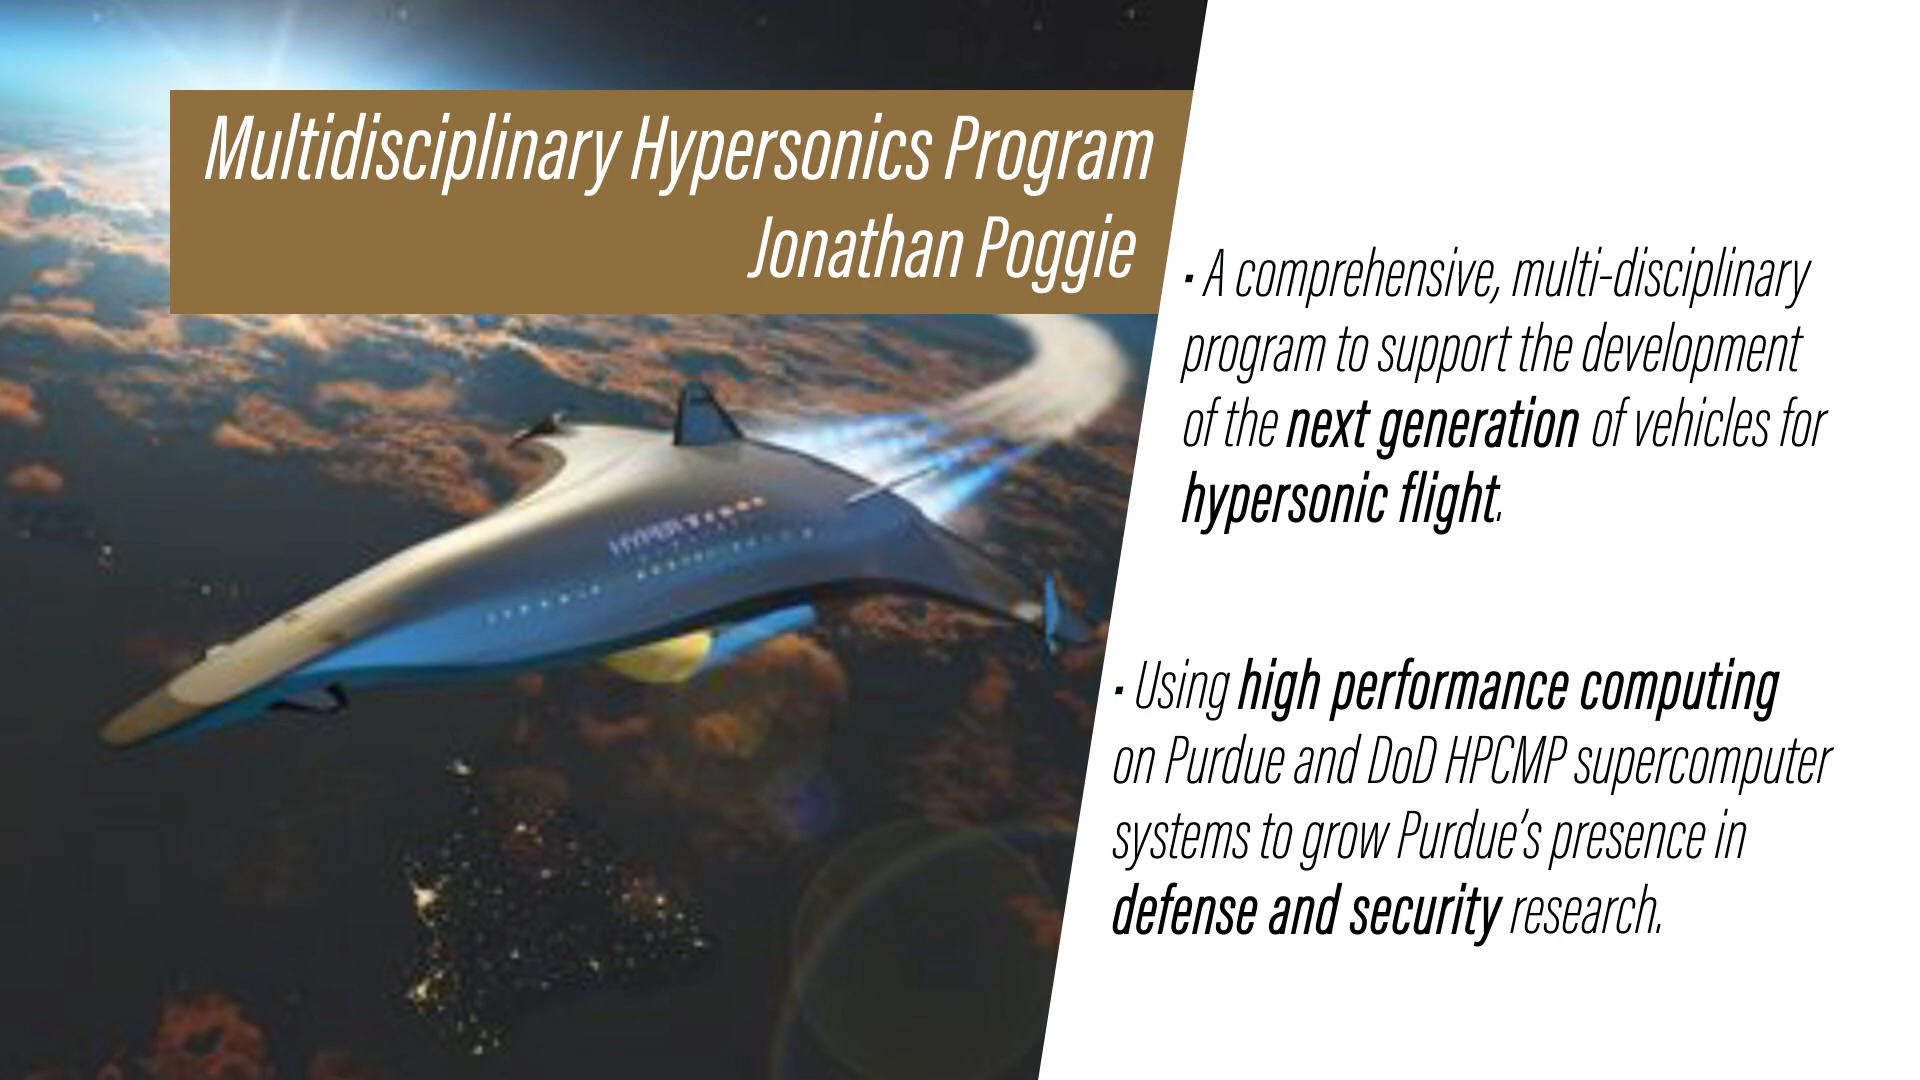 Multidisciplinary Hypersonics Program
Jonathan Poggie
· A comprehensive, multi-disciplinary
program to support the development
of the next generation of vehicles for
hypersonic flight.
· Using high performance computing
on Purdue and DoD HPCMP supercomputer
systems to grow Purdue's presence in
defense and security research.